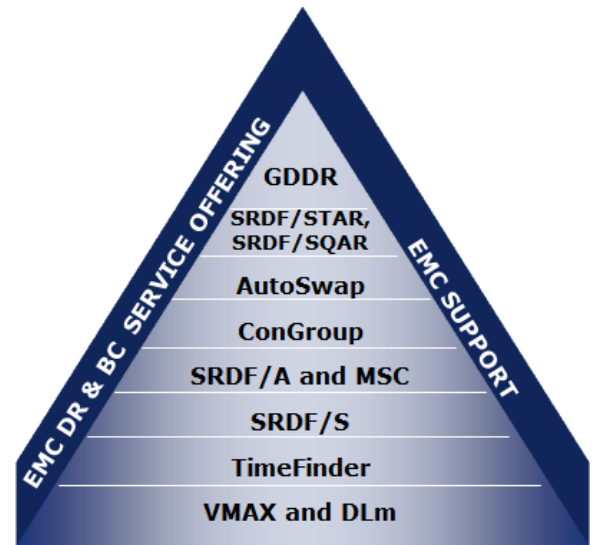 EMC DR & BC SERVICE OFFERING
EMC SUPPORT
GDDR
SRDF/STAR,
SRDF/SQAR
AutoSwap
ConGroup
SRDF/A and MSC
SRDF/S
TimeFinder
VMAX and DLm